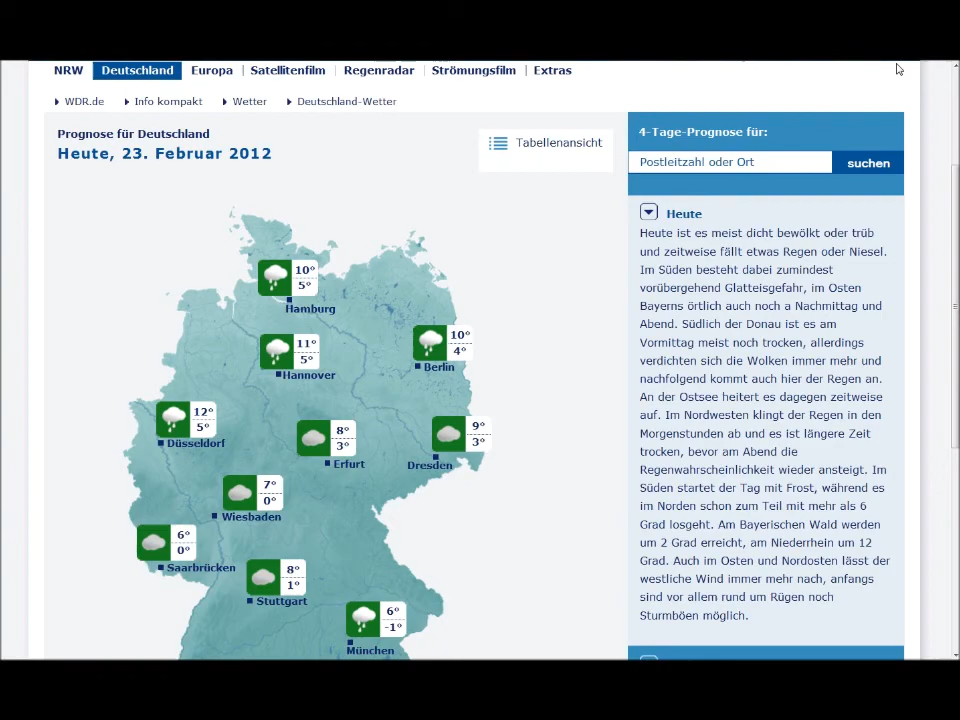 NRW Deutschland Europa | Satellitenfilm | Regenradar | Strömungsfilm | Extras
WDR.de Info kompakt Wetter Deutschland-Wetter
Prognose für Deutschland
Heute, 23. Februar 2012
Tabellenansicht
10°
5°
Hamburg
11°
5°
Hannover
10°
4°
Berlin
12°
5°
Düsseldorf
8°
3°
Erfurt
9°
3°
Dresden
7°
0°
Wiesbaden
6°
0°
Saarbrücken
8°
1°
Stuttgart
6°
-1°
München
4-Tage-Prognose für:
Postleitzahl oder Ort suchen
Heute
Heute ist es meist dicht bewölkt oder trüb
und zeitweise fällt etwas Regen oder Niesel.
Im Süden besteht dabei zumindest
vorübergehend Glatteisgefahr, im Osten
Bayerns örtlich auch noch a Nachmittag und
Abend. Südlich der Donau ist es am
Vormittag meist noch trocken, allerdings
verdichten sich die Wolken immer mehr und
nachfolgend kommt auch hier der Regen an.
An der Ostsee heitert es dagegen zeitweise
auf. Im Nordwesten klingt der Regen in den
Morgenstunden ab und es ist längere Zeit
trocken, bevor am Abend die
Regenwahrscheinlichkeit wieder ansteigt. Im
Süden startet der Tag mit Frost, während es
im Norden schon zum Teil mit mehr als 6
Grad losgeht. Am Bayerischen Wald werden
um 2 Grad erreicht, am Niederrhein um 12
Grad. Auch im Osten und Nordosten lässt der
westliche Wind immer mehr nach, anfangs
sind vor allem rund um Rügen noch
Sturmböen möglich.